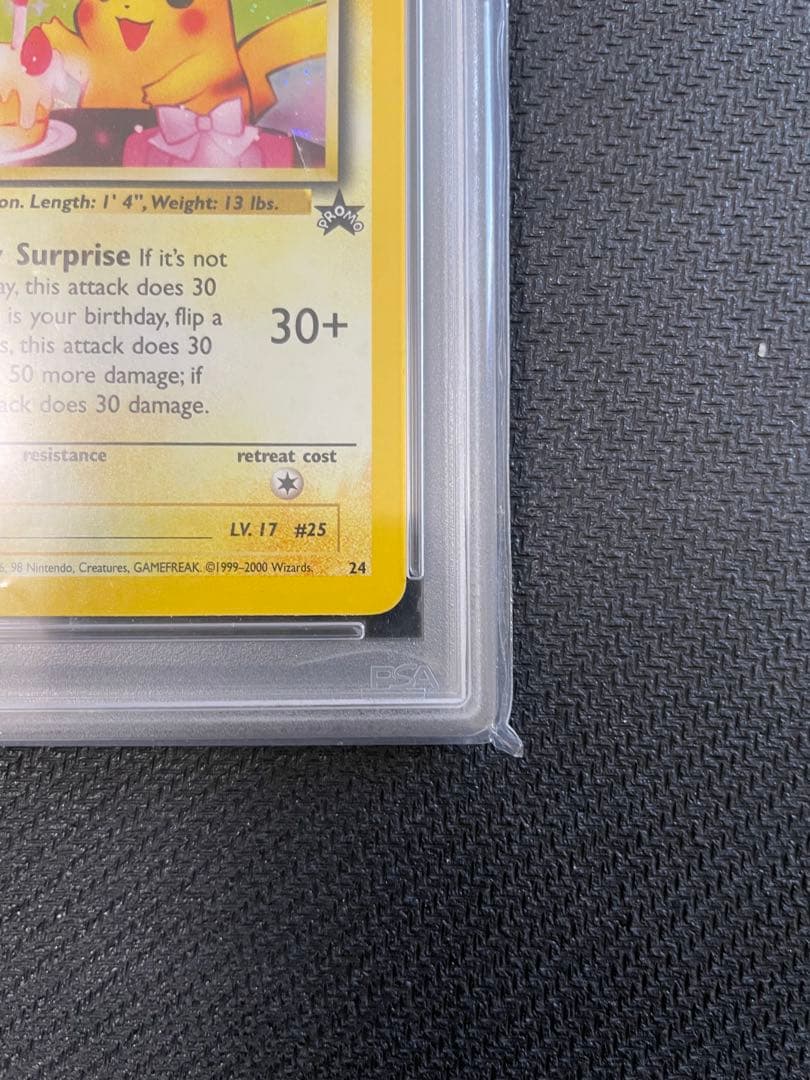 on. Length: 1' 4", Weight: 13 lbs.
PROMO
Surprise If it's not
ay, this attack does 30
is your birthday, flip a
30+
s, this attack does 30
50 more damage; if
ack does 30 damage.
resistance
retreat cost
LV. 17 #25
6, 98 Nintendo, Creatures, GAMEFREAK. ©1999-2000 Wizards. 24
PSA